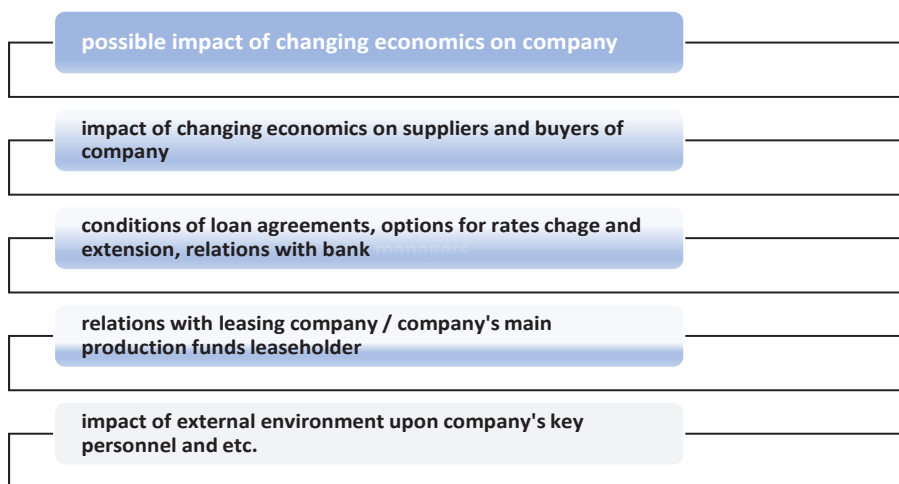 possible impact of changing economics on company
impact of changing economics on suppliers and buyers of
company
conditions of loan agreements, options for rates chage and
extension, relations with bank managers
relations with leasing company / company's main
production funds leaseholder
impact of external environment upon company's key
personnel and etc.